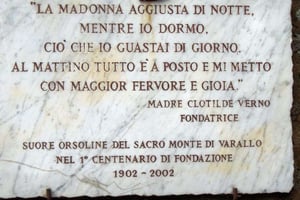 "LA MADONNA AGGIUSTA DI NOTTE,
MENTRE IO DORMO,
CIO' CHE IO GUASTAI DI GIORNO.
AL MATTINO TUTTO E' A POSTO E MI METTO
CON MAGGIOR FERVORE E GIOIA."
MADRE CLOTILDE VERNO
FONDATRICE
SUORE ORSOLINE DEL SACRO MONTE DI VARALLO
NEL 1° CENTENARIO DI FONDAZIONE
1902 - 2002